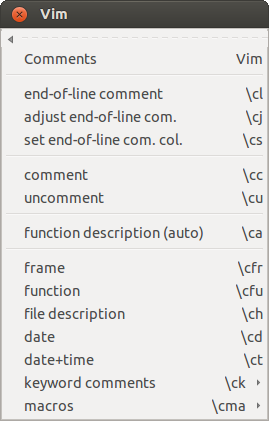 Vim
Comments Vim
end-of-line comment \cl
adjust end-of-line com. \cj
set end-of-line com. col. \cs
comment \cc
uncomment \cu
function description (auto) \ca
frame \cfr
function \cfu
file description \ch
date \cd
date+time \ct
keyword comments \ck
macros \cma